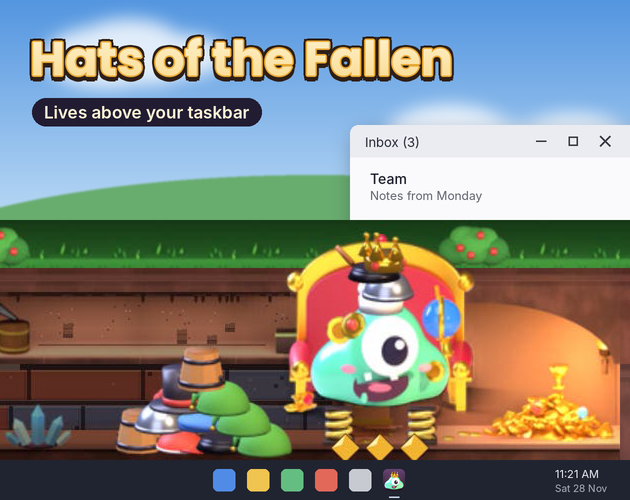 Hats of the Fallen
Lives above your taskbar
Inbox (3)
Team
Notes from Monday
11:21 AM
Sat 28 Nov